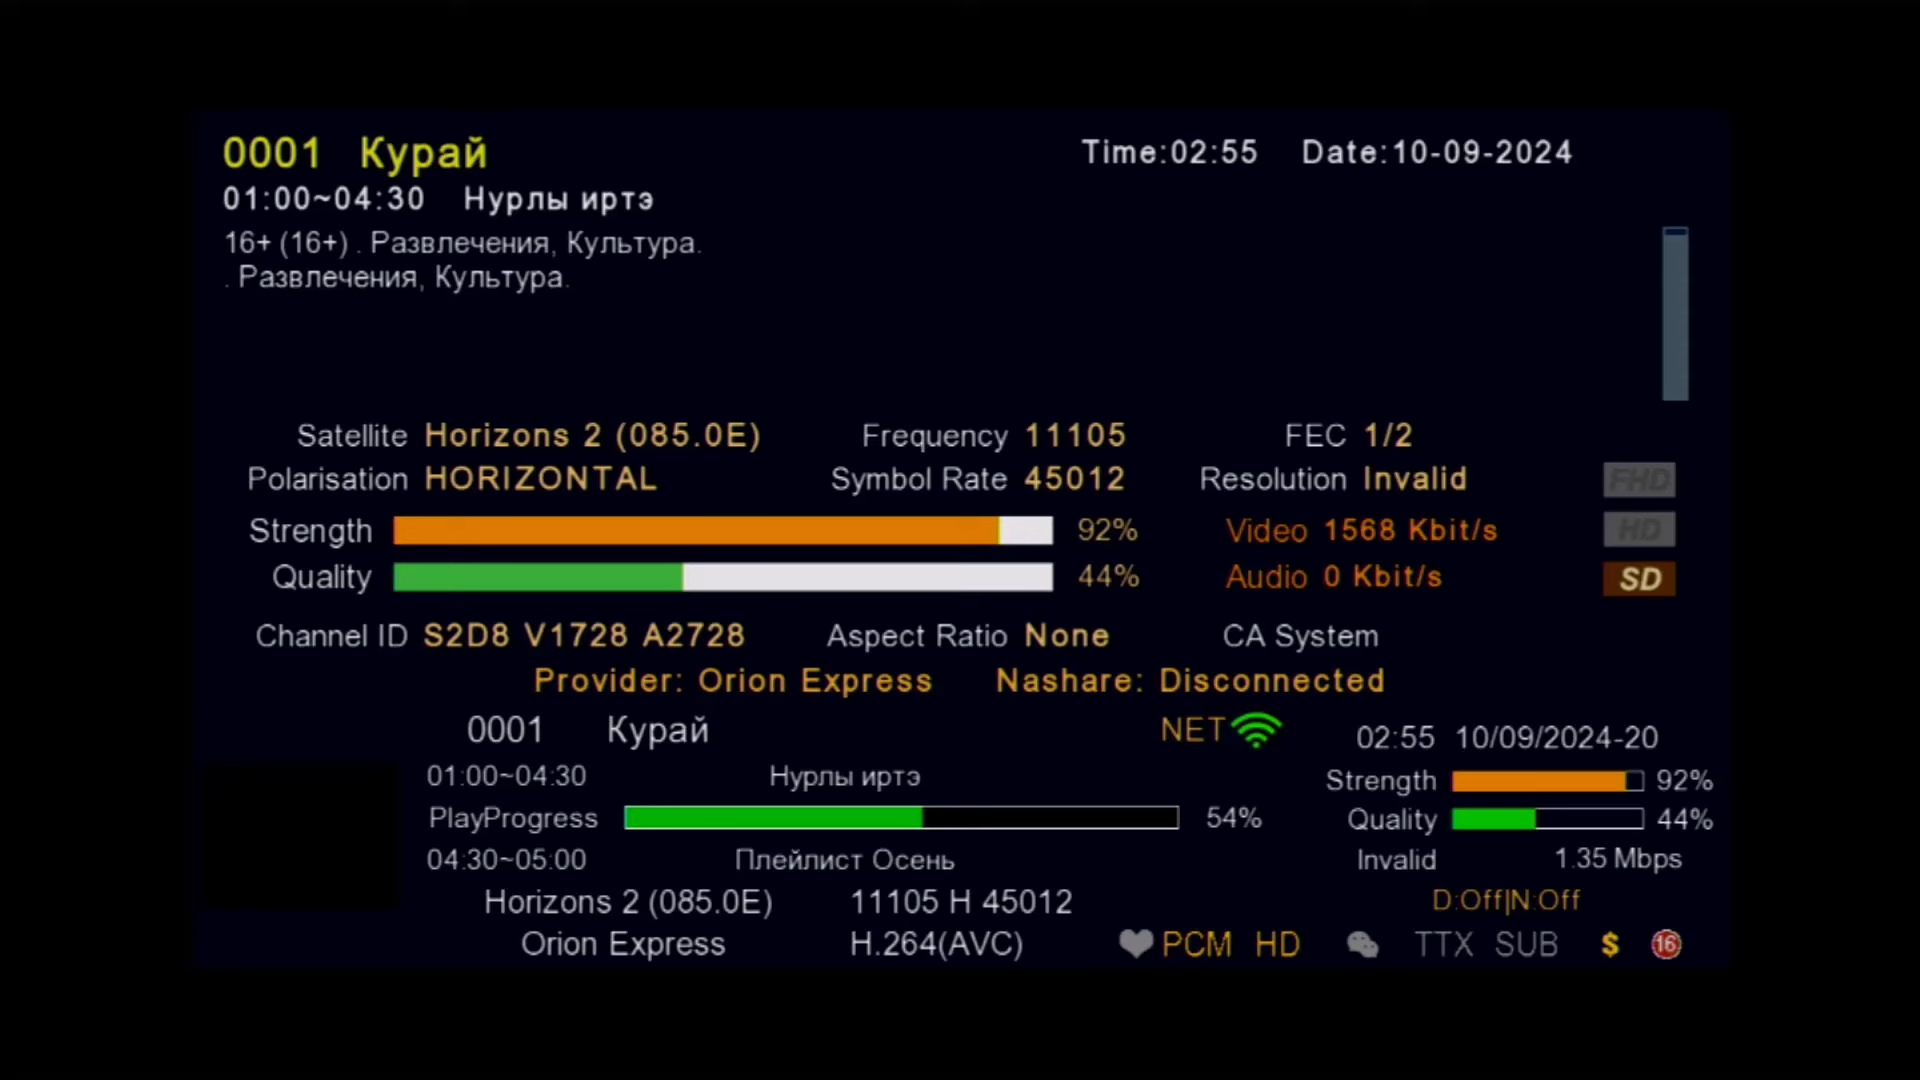 0001 Курай Time:02:55 Date:10-09-2024
01:00~04:30 Нурлы иртэ
16+ (16+) . Развлечения, Культура.
. Развлечения, Культура.
Satellite Horizons 2 (085.0E) Frequency 11105 FEC 1/2
Polarisation HORIZONTAL Symbol Rate 45012 Resolution Invalid FHD
Strength 92% Video 1568 Kbit/s HD
Quality 44% Audio 0 Kbit/s SD
Channel ID S2D8 V1728 A2728 Aspect Ratio None CA System
Provider: Orion Express Nashare: Disconnected
0001 Курай NET 02:55 10/09/2024-20
01:00~04:30 Нурлы иртэ Strength 92%
PlayProgress 54% Quality 44%
04:30~05:00 Плейлист Осень Invalid 1.35 Mbps
Horizons 2 (085.0E) 11105 H 45012 D:Off|N:Off
Orion Express H.264(AVC) PCM HD TTX SUB $ 16